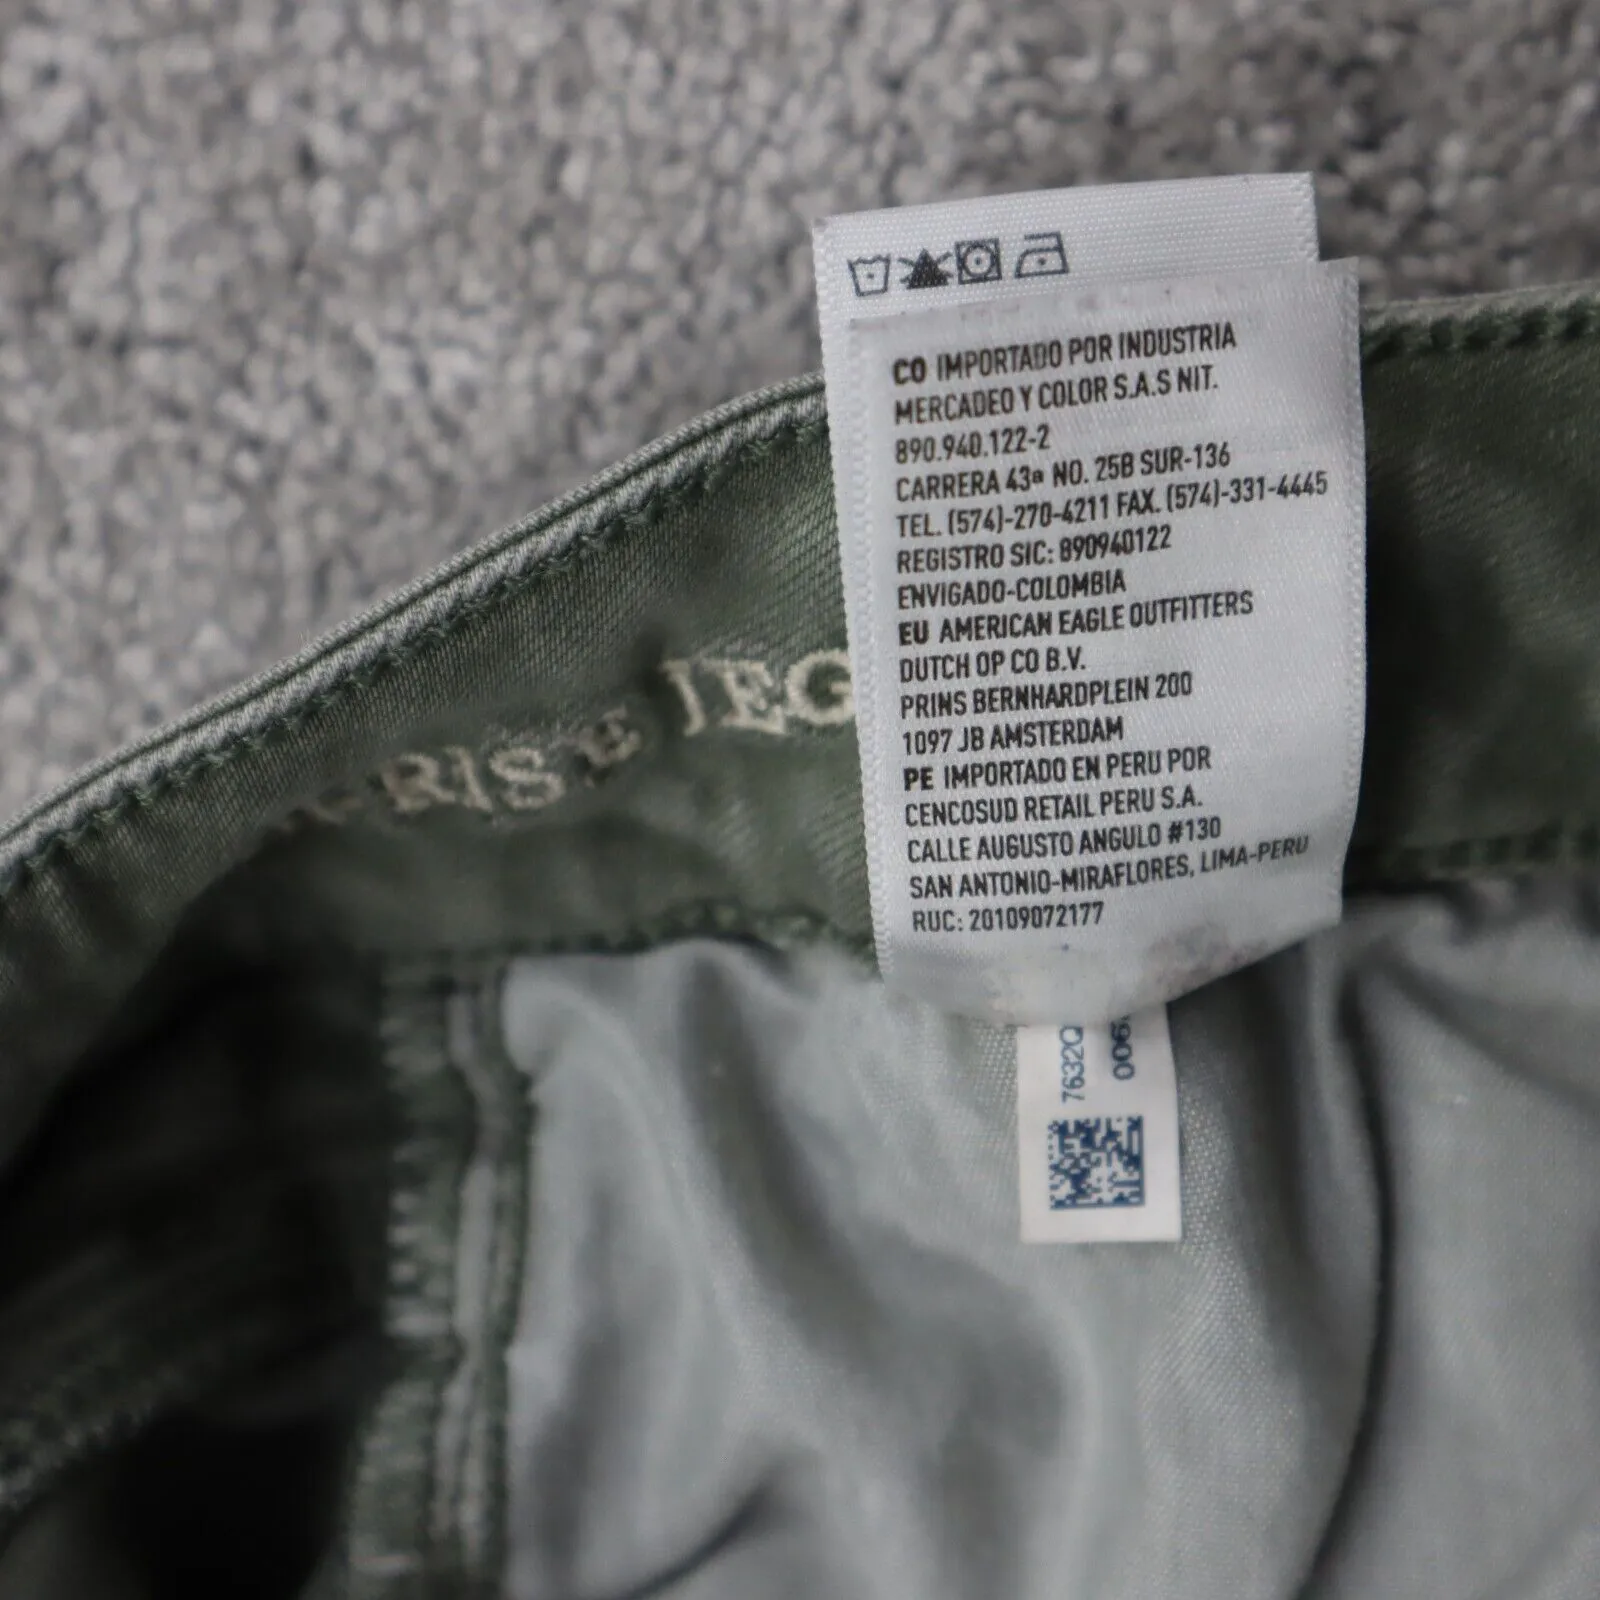 CO IMPORTADO POR INDUSTRIA
MERCADEO Y COLOR S.A.S NIT.
890.940.122-2
CARRERA 43ª NO. 25B SUR-136
TEL. (574)-270-4211 FAX. (574)-331-4445
REGISTRO SIC: 890940122
ENVIGADO-COLOMBIA
EU AMERICAN EAGLE OUTFITTERS
DUTCH OP CO B.V.
PRINS BERNHARDPLEIN 200
1097 JB AMSTERDAM
PE IMPORTADO EN PERU POR
CENCOSUD RETAIL PERU S.A.
CALLE AUGUSTO ANGULO #130
SAN ANTONIO-MIRAFLORES, LIMA-PERU
RUC: 20109072177
RISE JEG
7632Q
006